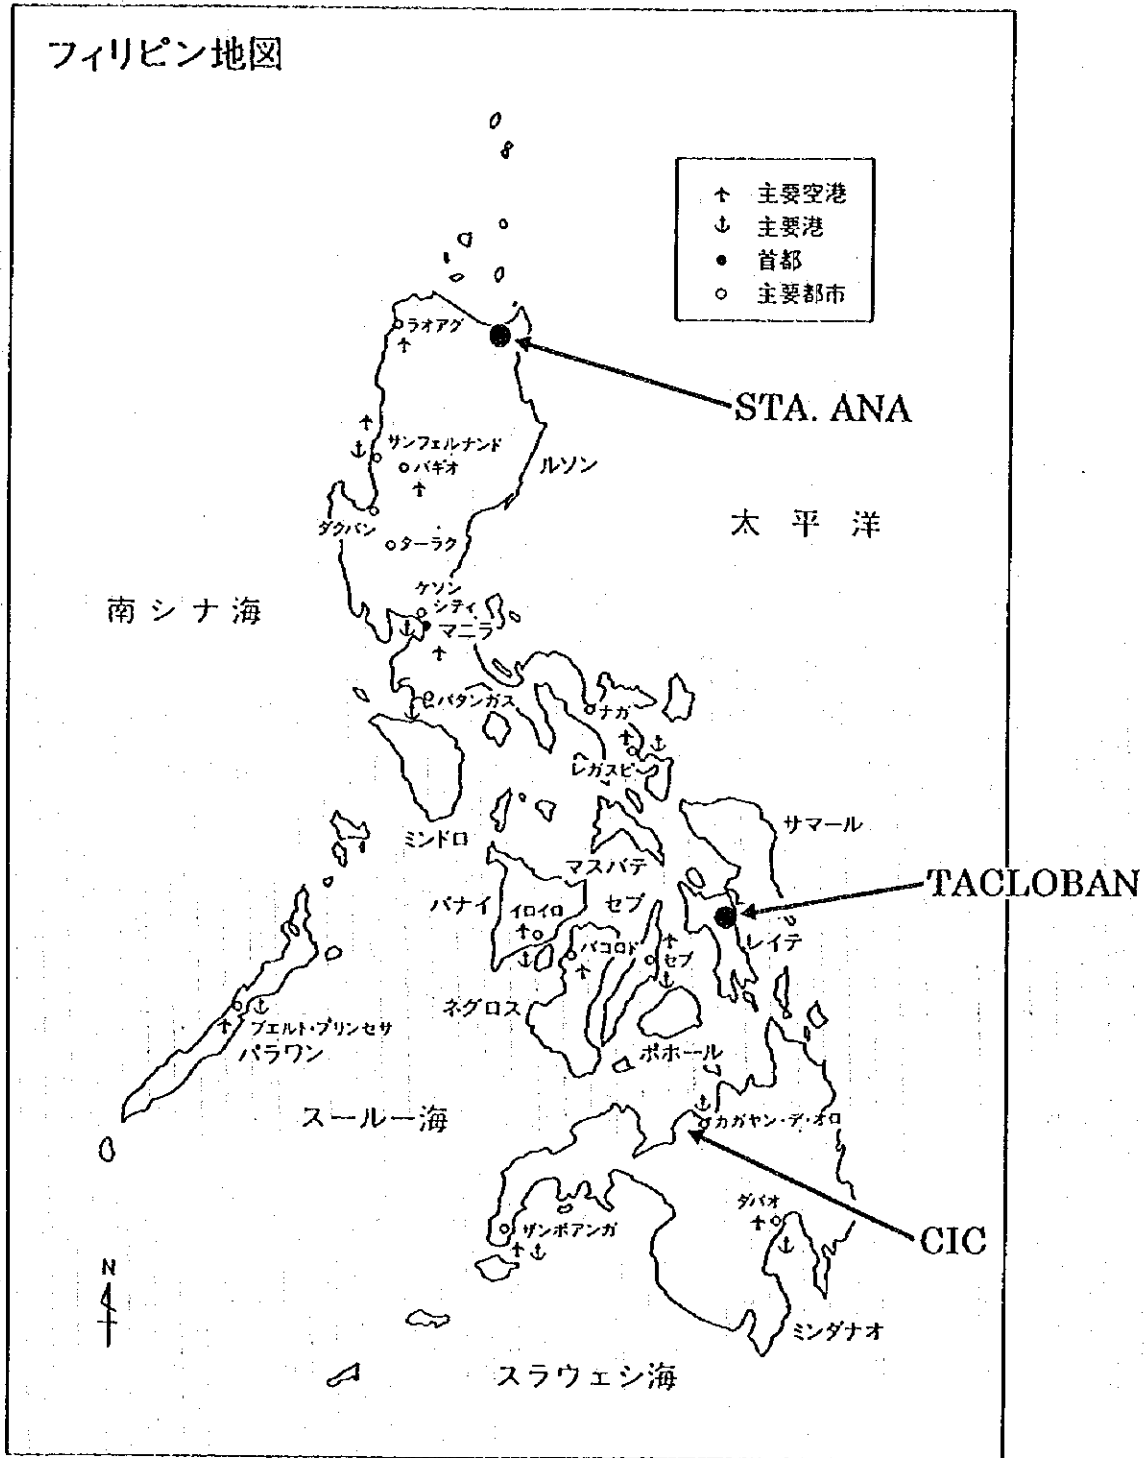 フィリピン地図
主要空港
主要港
首都
主要都市
ラオアグ
STA. ANA
サンフェルナンド
バギオ
ルソン
太平洋
ダクパン
ターラク
南シナ海
ケソン
シティ
マニラ
バタンガス
ナガ
レガスピー
サマール
ミンドロ
マスバテ
TACLOBAN
パナイ
イロイロ
セブ
バコロド
セブ
レイテ
ネグロス
プエルト・プリンセサ
パラワン
ボホール
スールー海
カガヤン・デ・オロ
ダバオ
ザンボアンガ
CIC
N
ミンダナオ
スラウェシ海